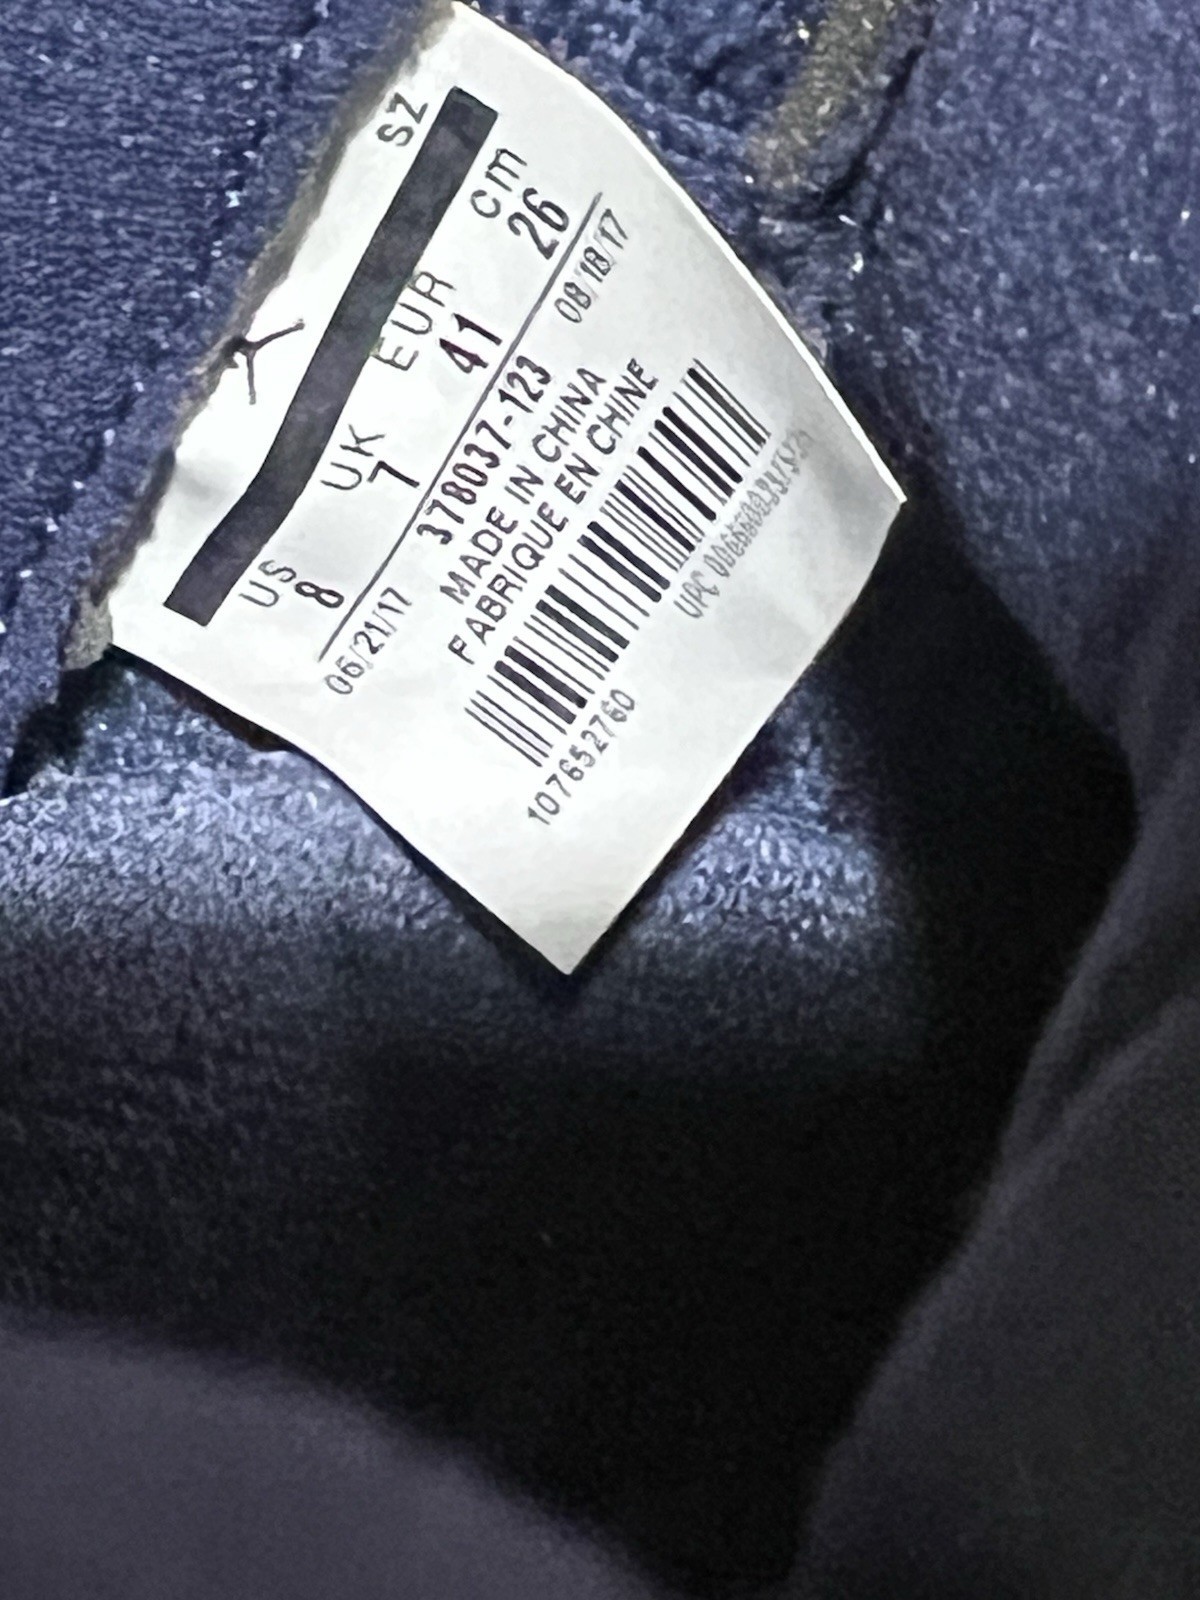 SZ
US UK EUR cm
8 7 41 26
06/21/17 08/18/17
378037-123
MADE IN CHINA
FABRIQUE EN CHINE
UPC
107652760